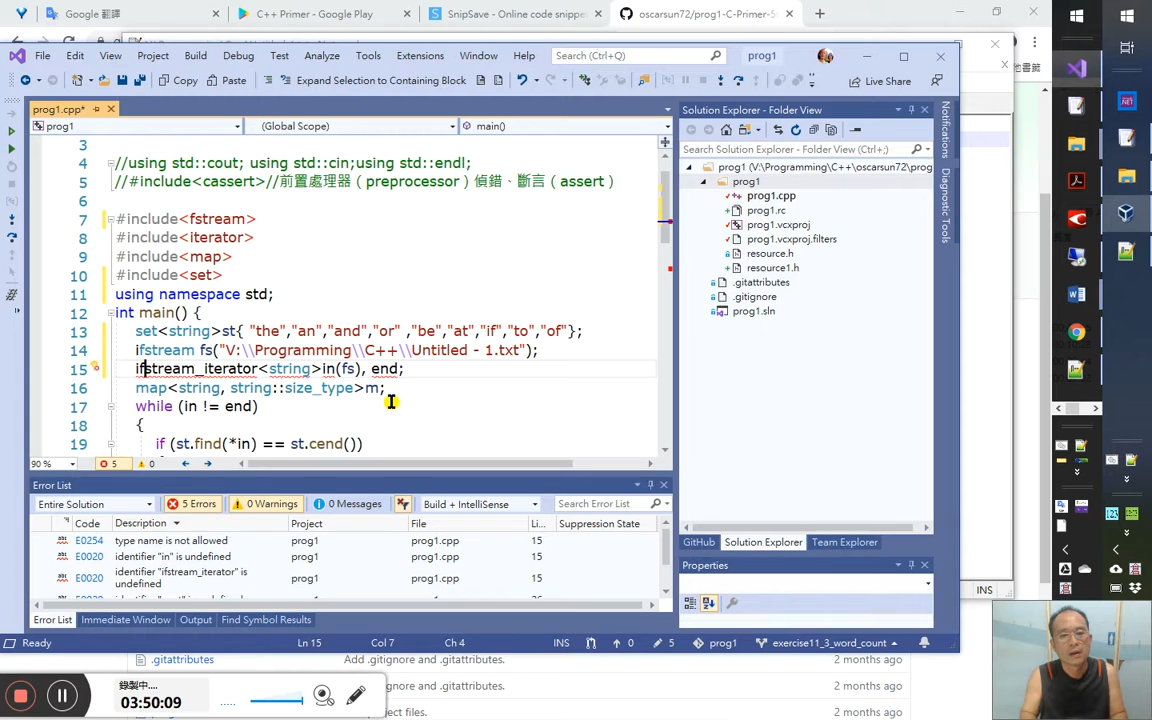 Google 翻譯
C++ Primer - Google Play
SnipSave - Online code snippe
oscarsun72/prog1-C-Primer-5
File Edit View Project Build Debug Test Analyze Tools Extensions Window Help Search (Ctrl+Q) prog1
Copy Paste Expand Selection to Containing Block Live Share
prog1.cpp*
prog1 (Global Scope) main()
3
4 //using std::cout; using std::cin;using std::endl;
5 //#include<cassert>//前置處理器（preprocessor）偵錯、斷言（assert）
6
7 #include<fstream>
8 #include<iterator>
9 #include<map>
10 #include<set>
11 using namespace std;
12 int main() {
13 set<string>st{ "the","an","and","or" ,"be","at","if","to","of"};
14 ifstream fs("V:\\Programming\\C++\\Untitled - 1.txt");
15 ifstream_iterator<string>in(fs), end;
16 map<string, string::size_type>m;
17 while (in != end)
18 {
19 if (st.find(*in) == st.cend())
90 % 5 0
Error List
Entire Solution 5 Errors 0 Warnings 0 Messages Build + IntelliSense Search Error List
Code Description Project File Li... Suppression State
E0254 type name is not allowed prog1 prog1.cpp 15
E0020 identifier "in" is undefined prog1 prog1.cpp 15
E0020 identifier "ifstream_iterator" is undefined prog1 prog1.cpp 15
Error List Immediate Window Output Find Symbol Results
Solution Explorer - Folder View
Search Solution Explorer - Folder View (Ctrl+;)
prog1 (V:\Programming\C++\oscarsun72\prog
prog1
prog1.cpp
prog1.rc
prog1.vcxproj
prog1.vcxproj.filters
resource.h
resource1.h
.gitattributes
.gitignore
prog1.sln
GitHub Solution Explorer Team Explorer
Properties
Notifications
Diagnostic Tools
Ready Ln 15 Col 7 Ch 4 INS 0 5 prog1 exercise11_3_word_count
INS
.gitattributes Add .gitignore and .gitattributes. 2 months ago
gnore and .gitattributes. 2 months ago
ject files. 2 months ago
錄製中....
03:50:09